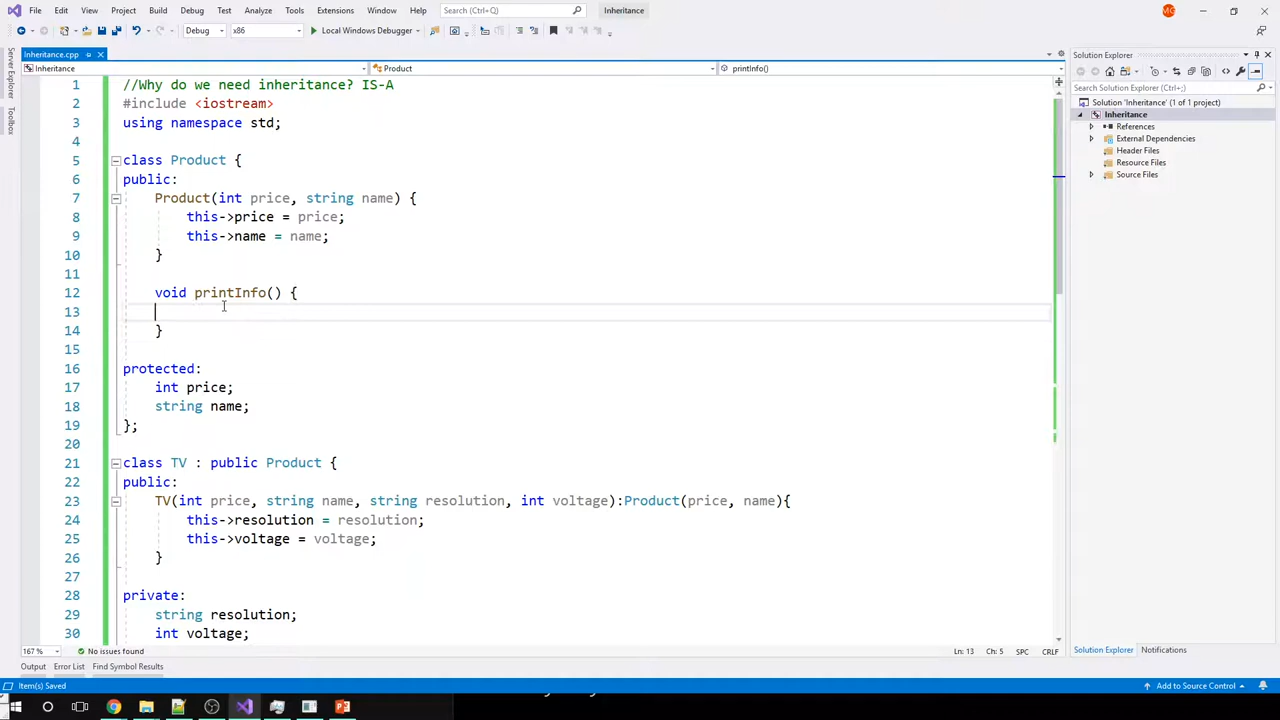 File Edit View Project Build Debug Test Analyze Tools Extensions Window Help Search (Ctrl+Q) Inheritance MG
Debug x86 Local Windows Debugger
Inheritance.cpp
Inheritance Product printInfo()
Server Explorer
Toolbox
1 //Why do we need inheritance? IS-A
2 #include <iostream>
3 using namespace std;
4
5 class Product {
6 public:
7 Product(int price, string name) {
8 this->price = price;
9 this->name = name;
10 }
11
12 void printInfo() {
13
14 }
15
16 protected:
17 int price;
18 string name;
19 };
20
21 class TV : public Product {
22 public:
23 TV(int price, string name, string resolution, int voltage):Product(price, name){
24 this->resolution = resolution;
25 this->voltage = voltage;
26 }
27
28 private:
29 string resolution;
30 int voltage;
Solution Explorer
Search Solution Explorer (Ctrl+;)
Solution 'Inheritance' (1 of 1 project)
Inheritance
References
External Dependencies
Header Files
Resource Files
Source Files
167 % No issues found Ln: 13 Ch: 5 SPC CRLF
Solution Explorer Notifications
Output Error List Find Symbol Results
Item(s) Saved Add to Source Control